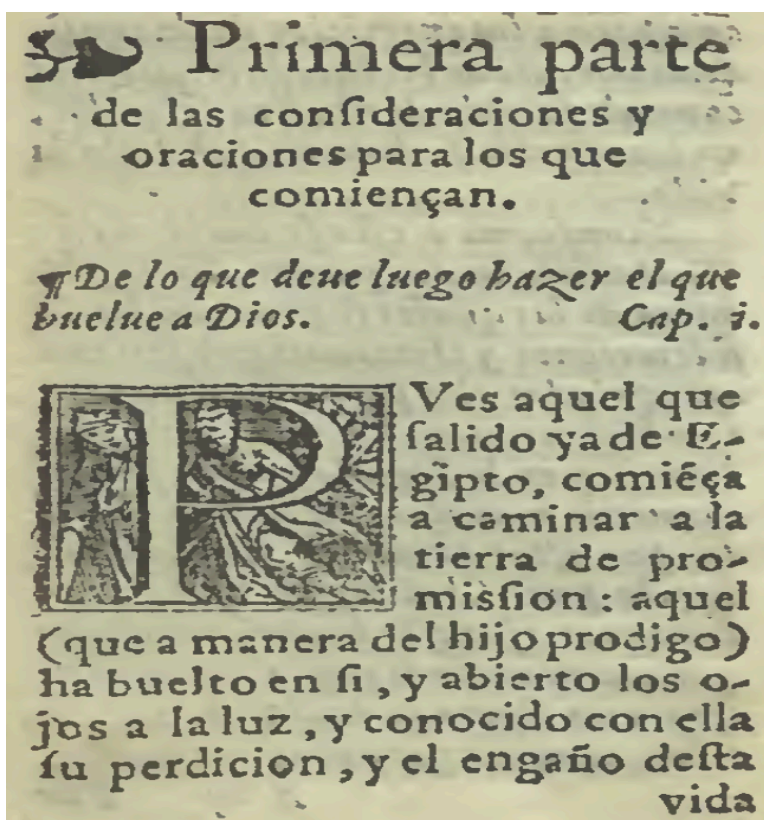 Primera parte
de las conſideraciones y
oraciones para los que
comiençan.
¶De lo que deue luego hazer el que
buelue a Dios. Cap. i.
PVes aquel que
ſalido ya de E-
gipto, comiẽça
a caminar a la
tierra de pro-
miſſion: aquel
(que a manera del hijo prodigo)
ha buelto en ſi, y abierto los o-
jos a la luz, y conocido con ella
ſu perdicion, y el engaño deſta
vida